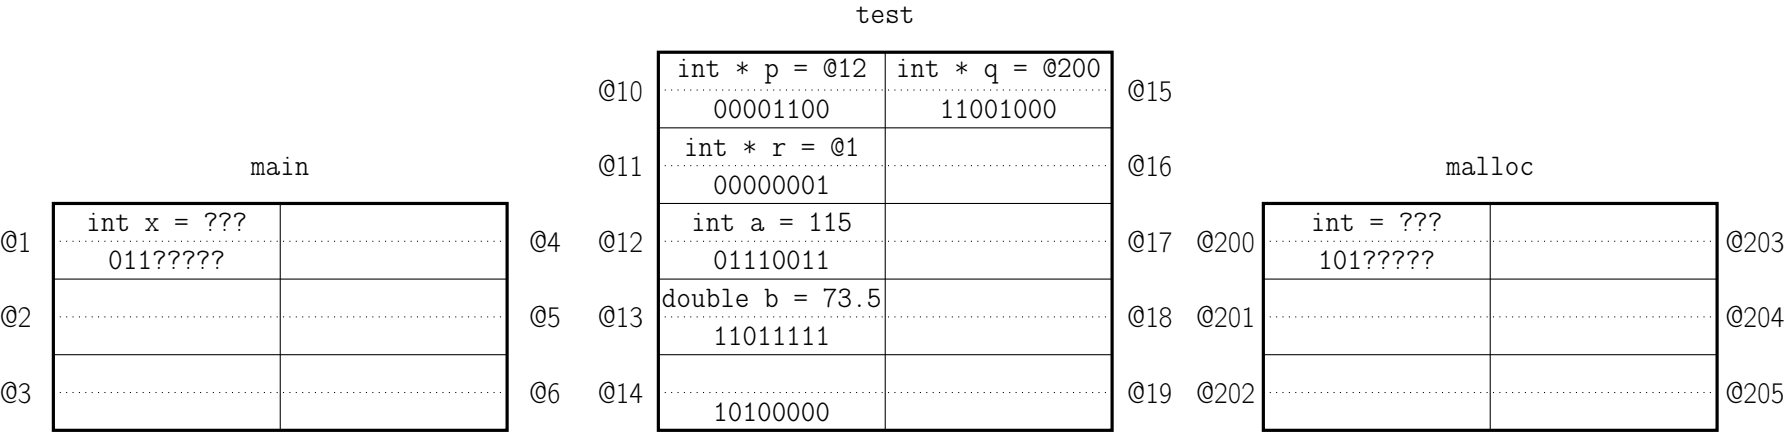 test
@10 int * p = @12 int * q = @200 @15
00001100 11001000
@11 int * r = @1 @16
00000001
main
malloc
@1 int x = ??? @4
011?????
@12 int a = 115 @17
01110011
@200 int = ??? @203
101?????
@2 @5
@13 double b = 73.5 @18
11011111
@201 @204
@3 @6
@14 @19
10100000
@202 @205